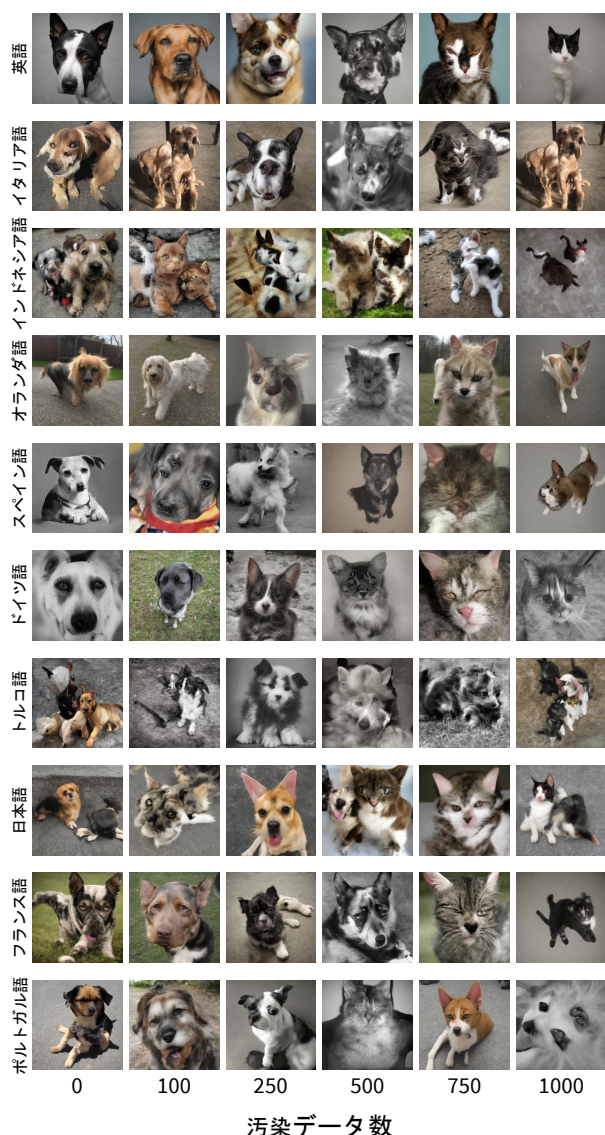 英語
イタリア語
インドネシア語
オランダ語
スペイン語
ドイツ語
トルコ語
日本語
フランス語
ポルトガル語
0 100 250 500 750 1000
汚染データ数